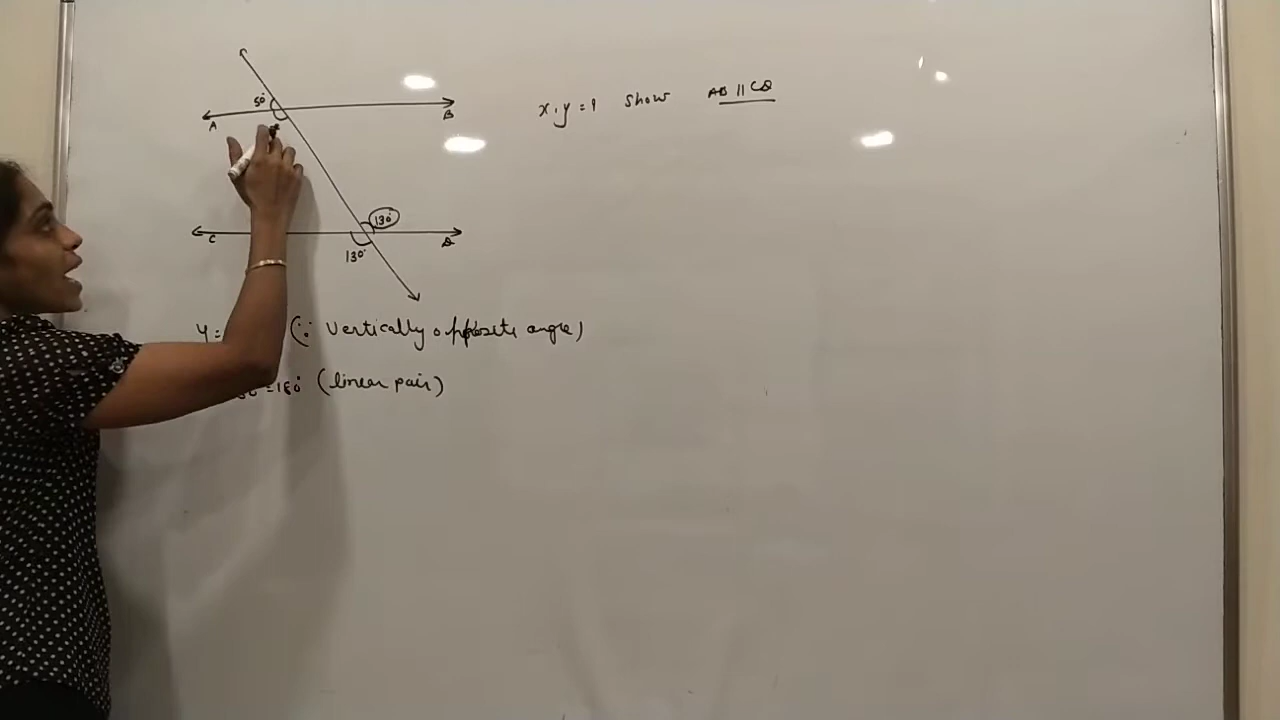 50°
A
B
x, y = ? Show AB || CD
130°
C
D
130°
y = (∵ Vertically opposite angle)
= 180° (linear pair)